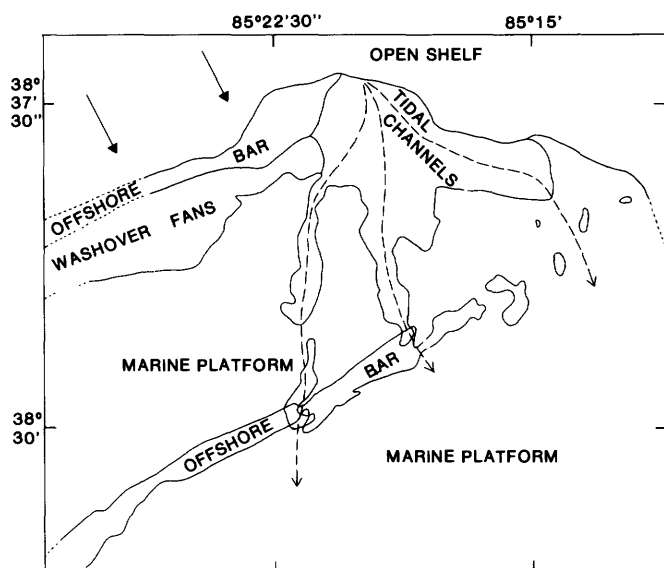 85°22'30"
85°15'
OPEN SHELF
38°
37'
30"
TIDAL
CHANNELS
BAR
OFFSHORE
WASHOVER FANS
MARINE PLATFORM
BAR
38°
30'
OFFSHORE
MARINE PLATFORM